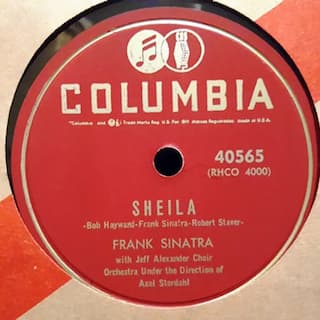 COLUMBIA
"Columbia" and Trade Marks Reg. U.S. Pat. Off. Marcas Registradas. Made in U.S.A.
40565
(RHCO 4000)
SHEILA
-Bob Hayward-Frank Sinatra-Robert Staver-
FRANK SINATRA
with Jeff Alexander Choir
Orchestra Under the Direction of
Axel Stordahl